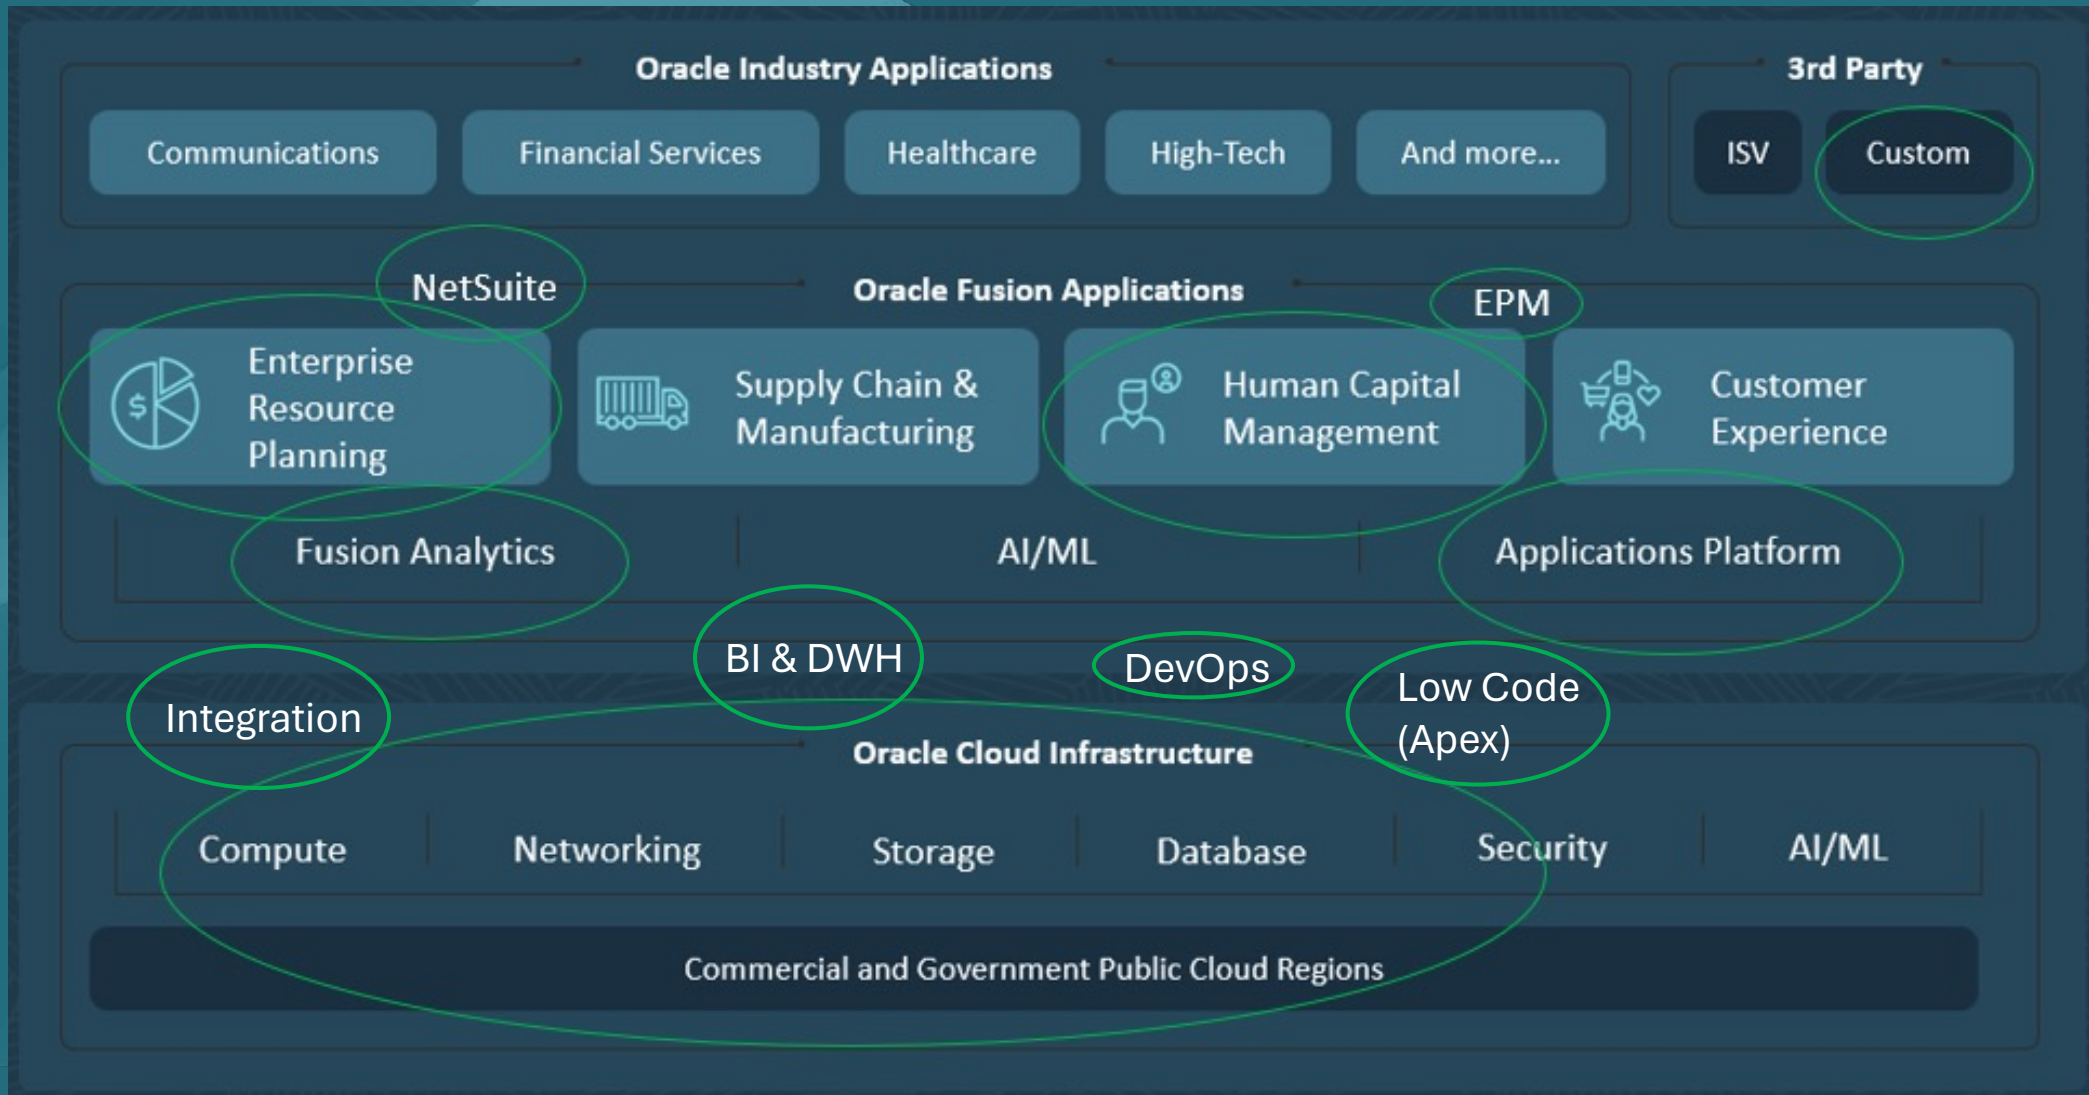 Oracle Industry Applications
3rd Party
Communications
Financial Services
Healthcare
High-Tech
And more...
ISV
Custom
NetSuite
Oracle Fusion Applications
EPM
Enterprise
Resource
Planning
Supply Chain &
Manufacturing
Human Capital
Management
Customer
Experience
Fusion Analytics
AI/ML
Applications Platform
BI & DWH
DevOps
Low Code
(Apex)
Integration
Oracle Cloud Infrastructure
Compute
Networking
Storage
Database
Security
AI/ML
Commercial and Government Public Cloud Regions